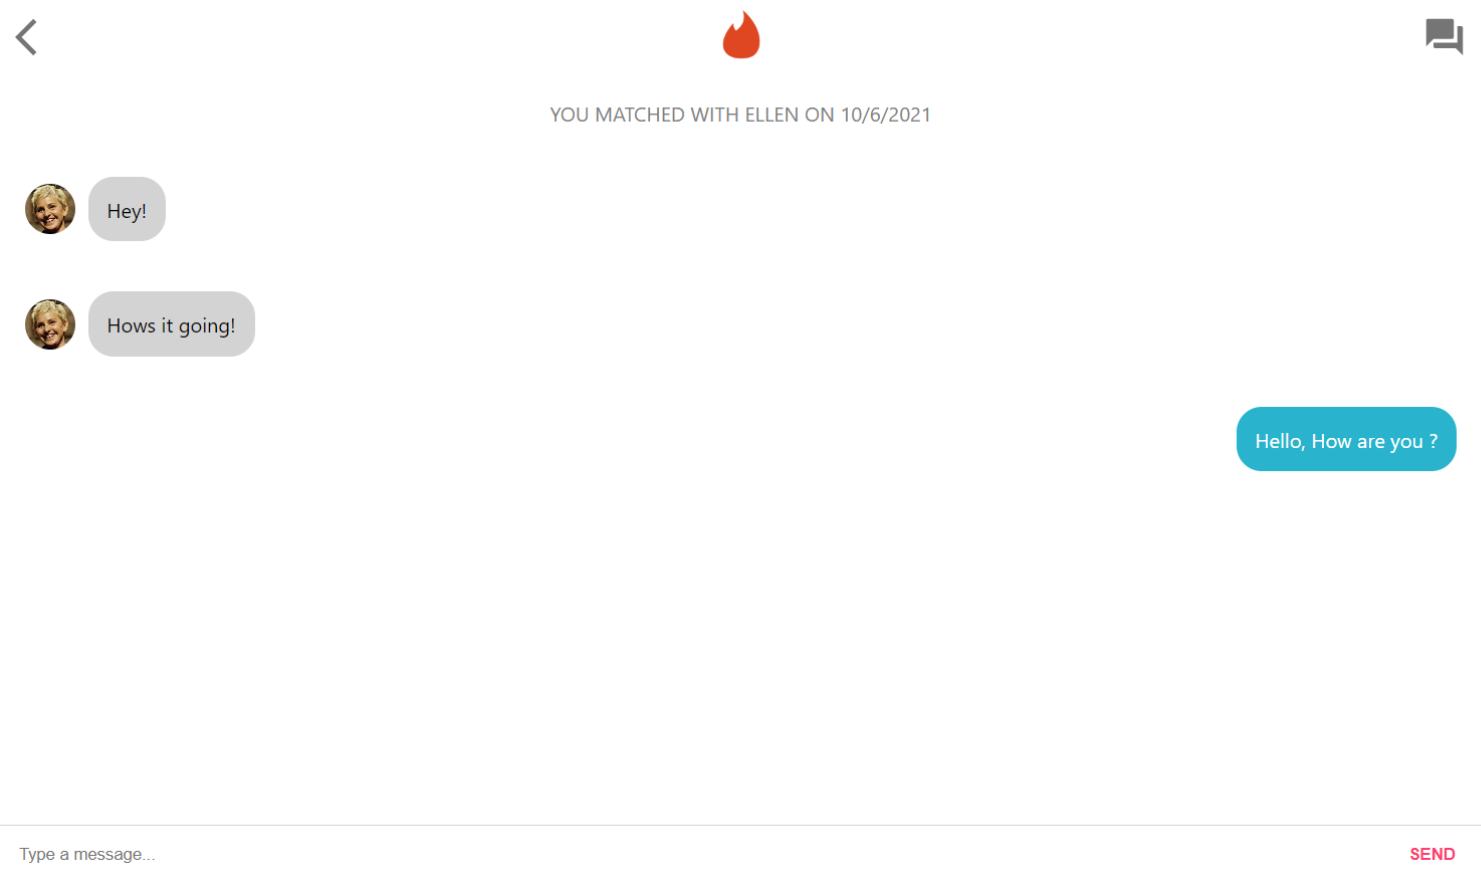 YOU MATCHED WITH ELLEN ON 10/6/2021
Hey!
Hows it going!
Hello, How are you ?
Type a message...
SEND